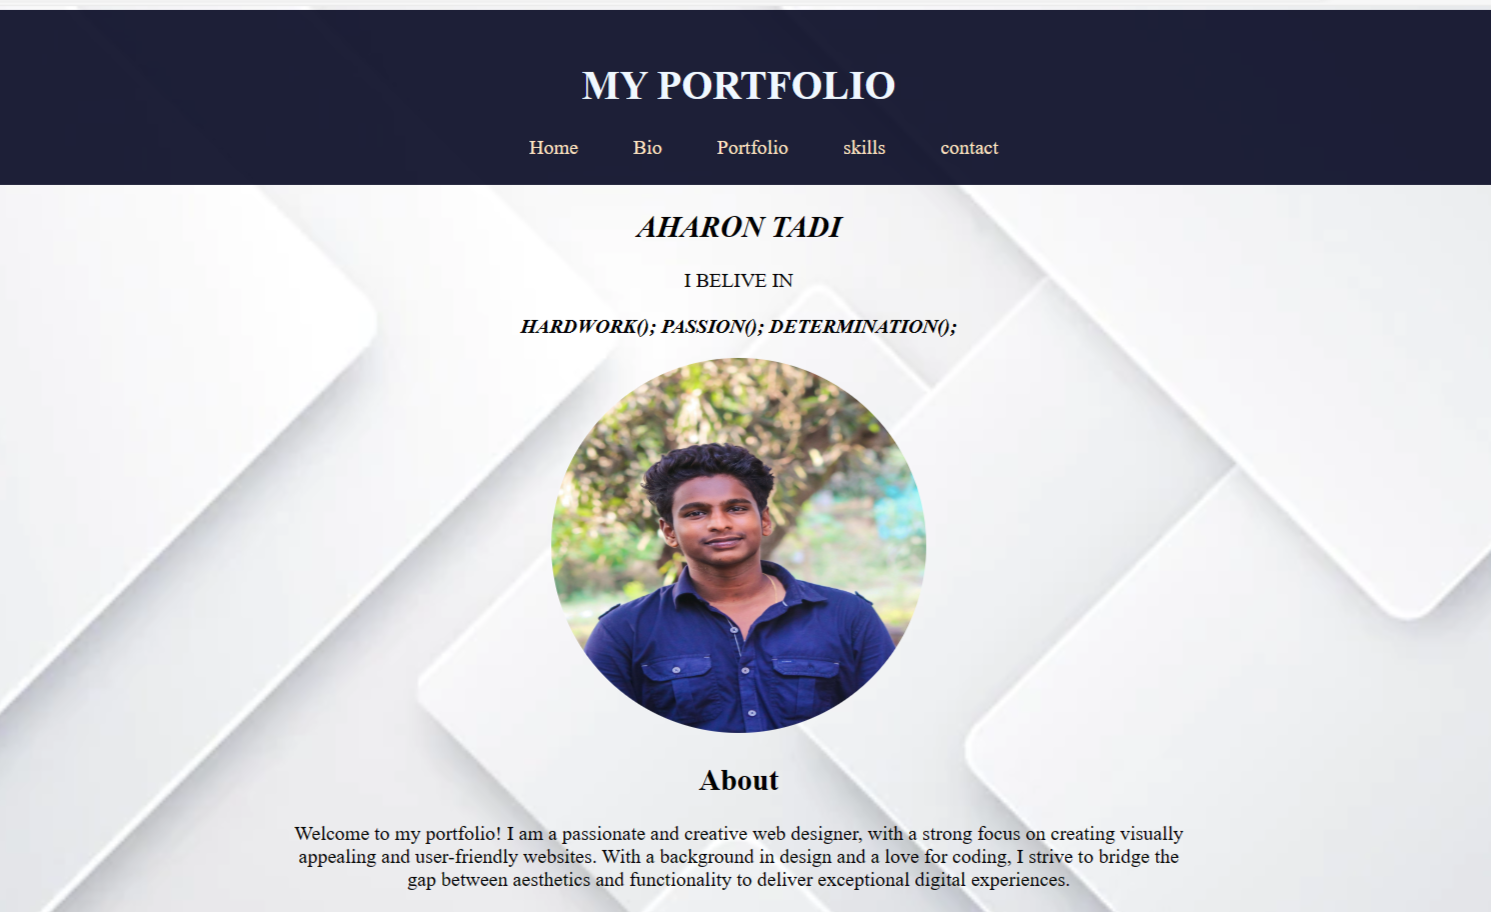 MY PORTFOLIO
Home Bio Portfolio skills contact
AHARON TADI
I BELIVE IN
HARDWORK(); PASSION(); DETERMINATION();
About
Welcome to my portfolio! I am a passionate and creative web designer, with a strong focus on creating visually
appealing and user-friendly websites. With a background in design and a love for coding, I strive to bridge the
gap between aesthetics and functionality to deliver exceptional digital experiences.